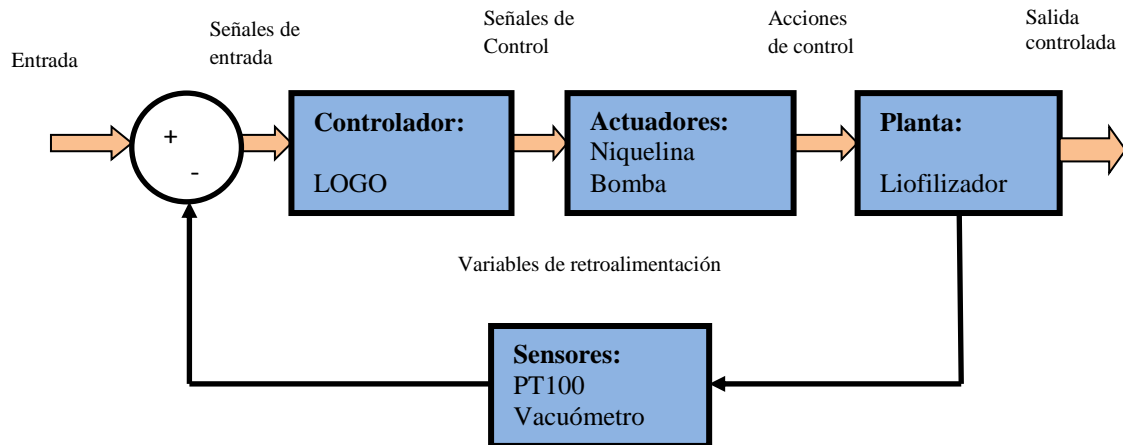 Entrada
Señales de
entrada
Señales de
Control
Acciones
de control
Salida
controlada
+
-
Controlador:
LOGO
Actuadores:
Niquelina
Bomba
Planta:
Liofilizador
Variables de retroalimentación
Sensores:
PT100
Vacuómetro